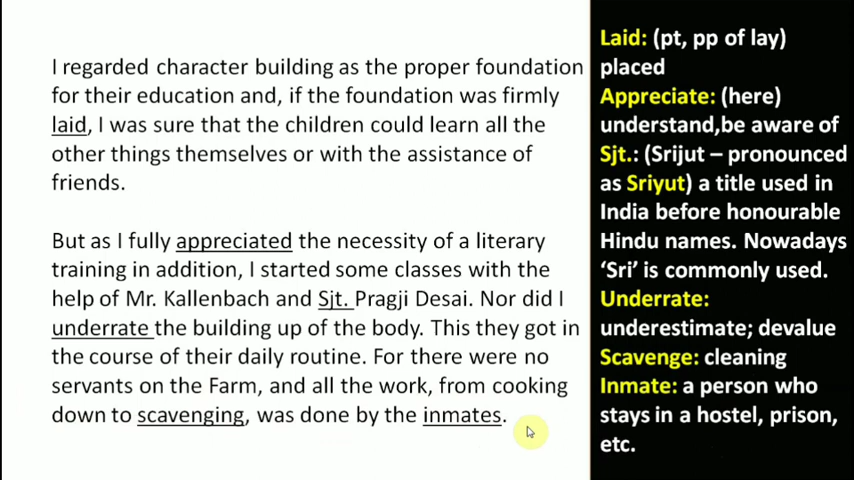 I regarded character building as the proper foundation
for their education and, if the foundation was firmly
laid, I was sure that the children could learn all the
other things themselves or with the assistance of
friends.
But as I fully appreciated the necessity of a literary
training in addition, I started some classes with the
help of Mr. Kallenbach and Sjt. Pragji Desai. Nor did I
underrate the building up of the body. This they got in
the course of their daily routine. For there were no
servants on the Farm, and all the work, from cooking
down to scavenging, was done by the inmates.
Laid: (pt, pp of lay)
placed
Appreciate: (here)
understand,be aware of
Sjt.: (Srijut – pronounced
as Sriyut) a title used in
India before honourable
Hindu names. Nowadays
‘Sri’ is commonly used.
Underrate:
underestimate; devalue
Scavenge: cleaning
Inmate: a person who
stays in a hostel, prison,
etc.